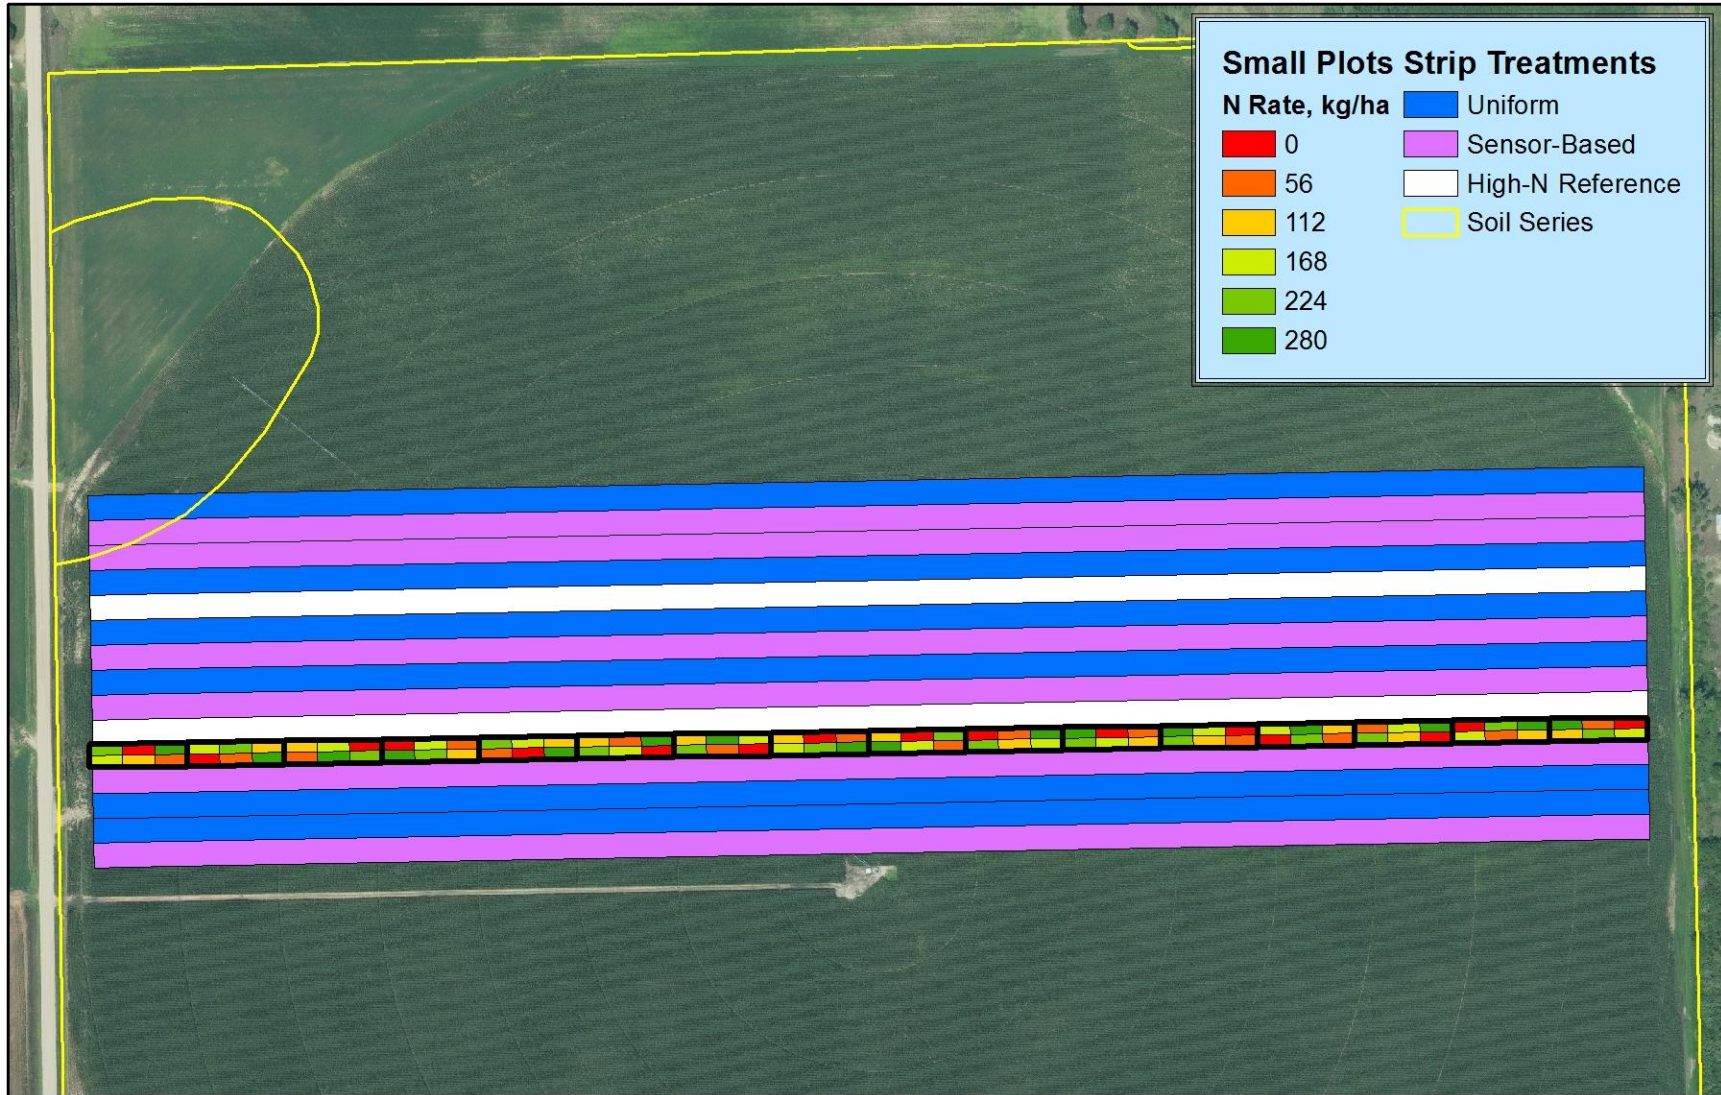 Small Plots Strip Treatments
N Rate, kg/ha Uniform
0 Sensor-Based
56 High-N Reference
112 Soil Series
168
224
280